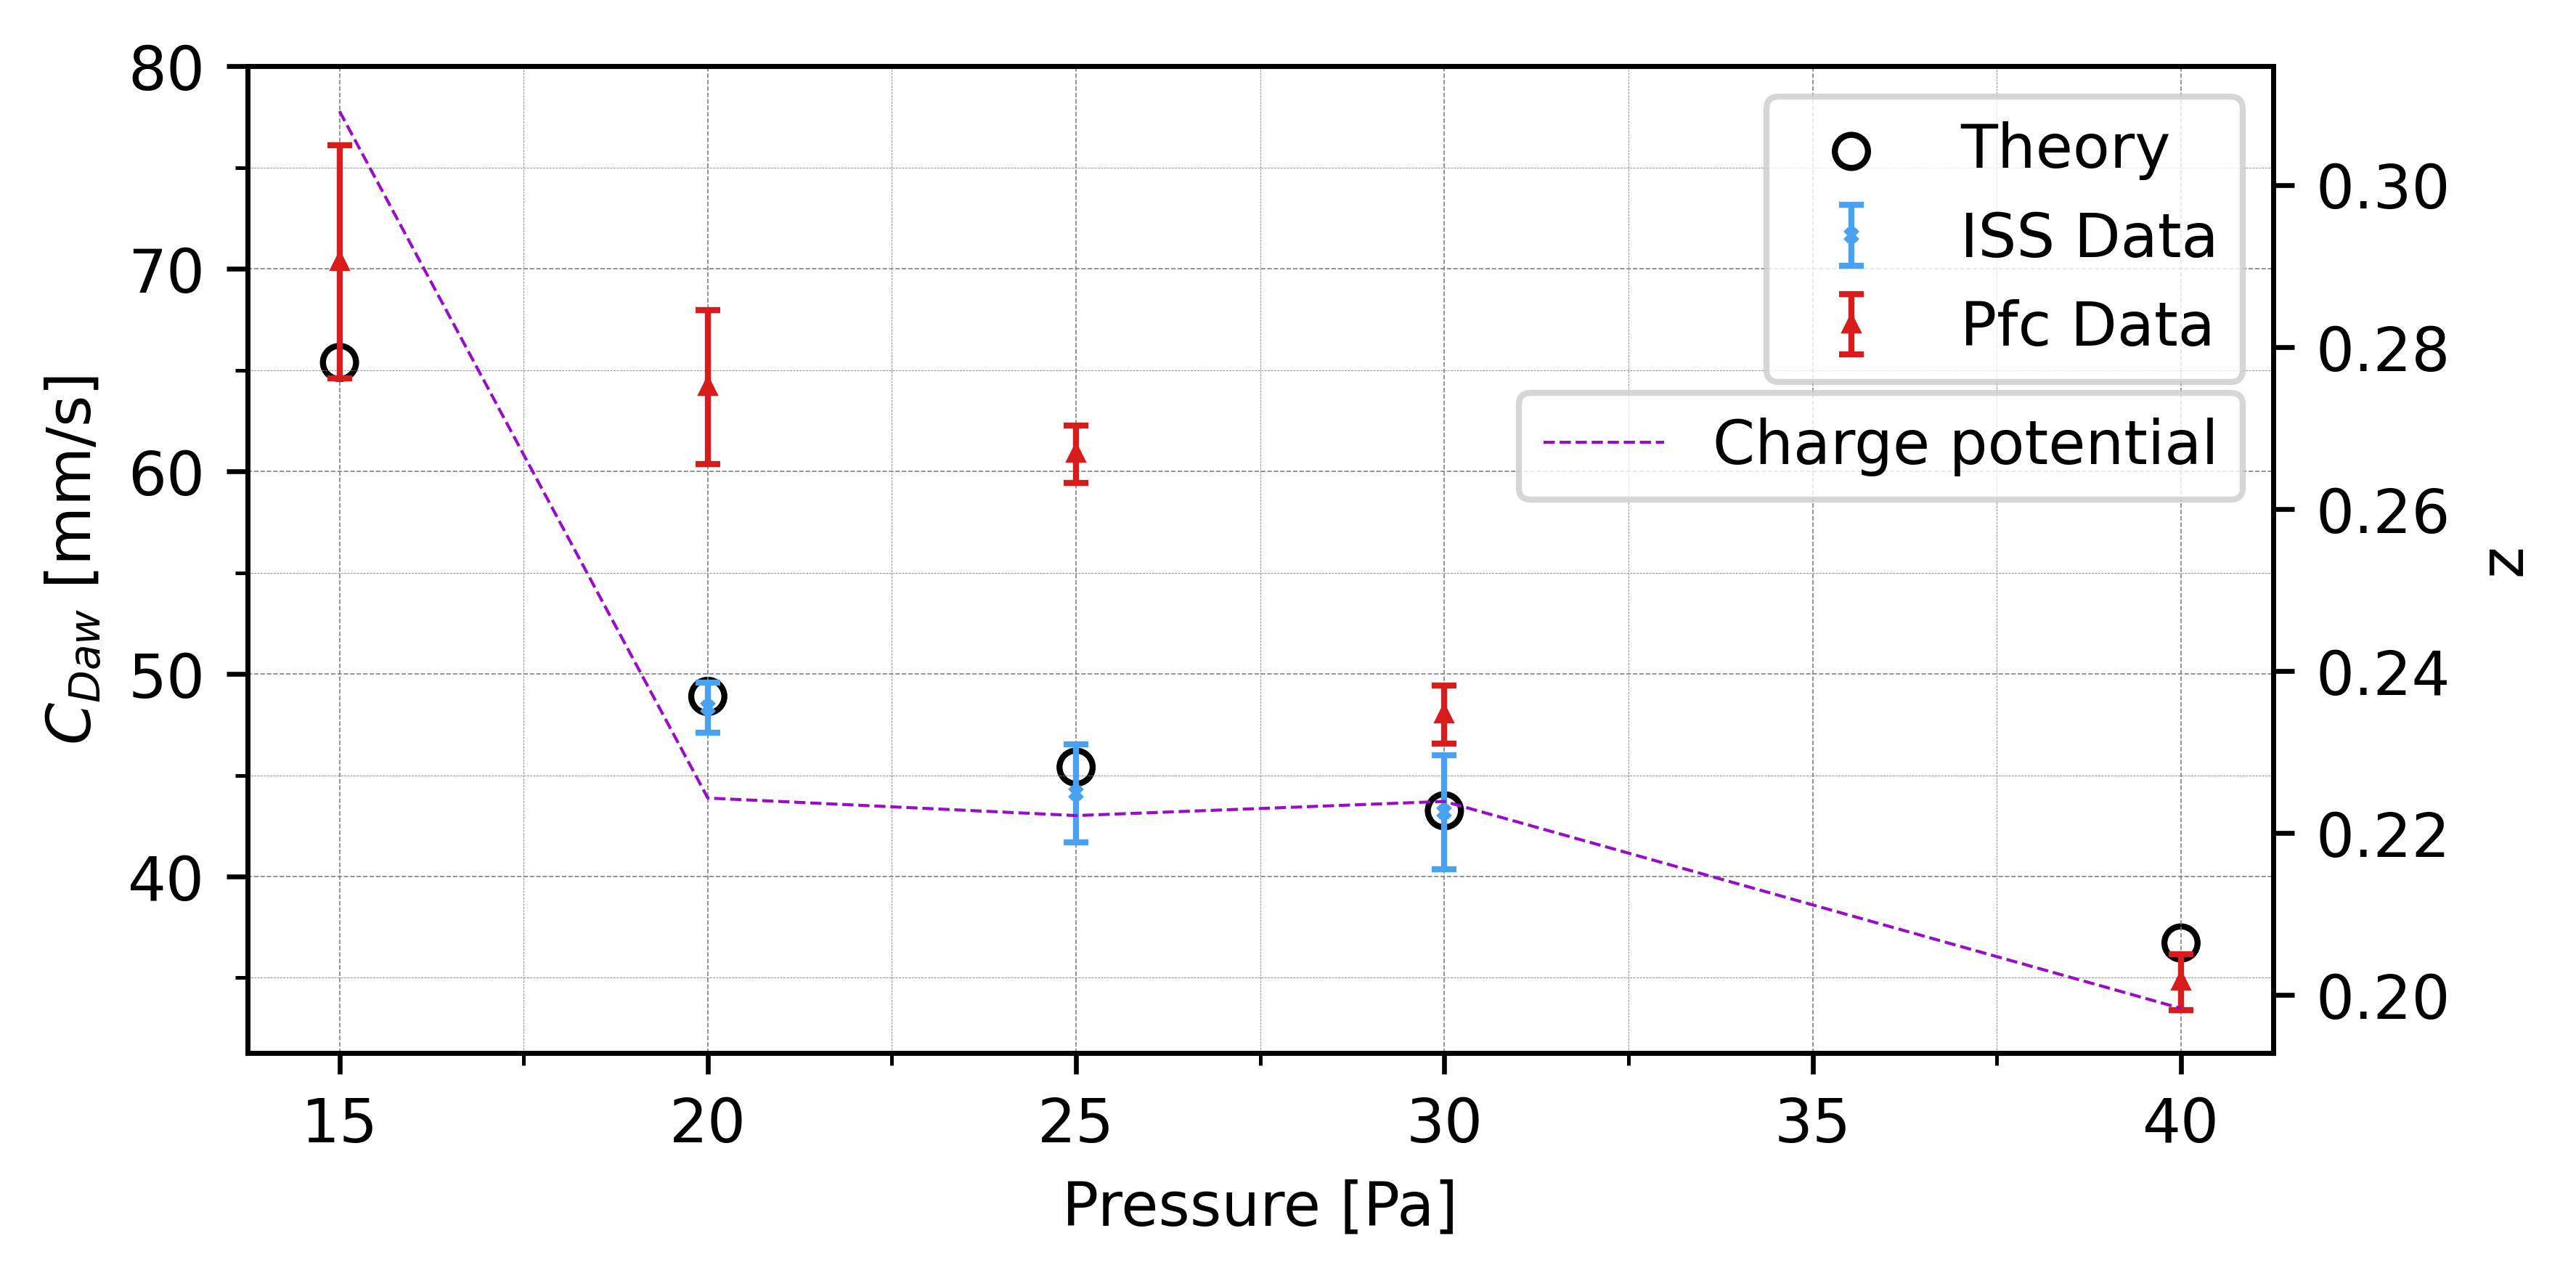 80
70
60
50
40
C_Daw [mm/s]
0.30
0.28
0.26
0.24
0.22
0.20
z
Theory
ISS Data
Pfc Data
Charge potential
15 20 25 30 35 40
Pressure [Pa]